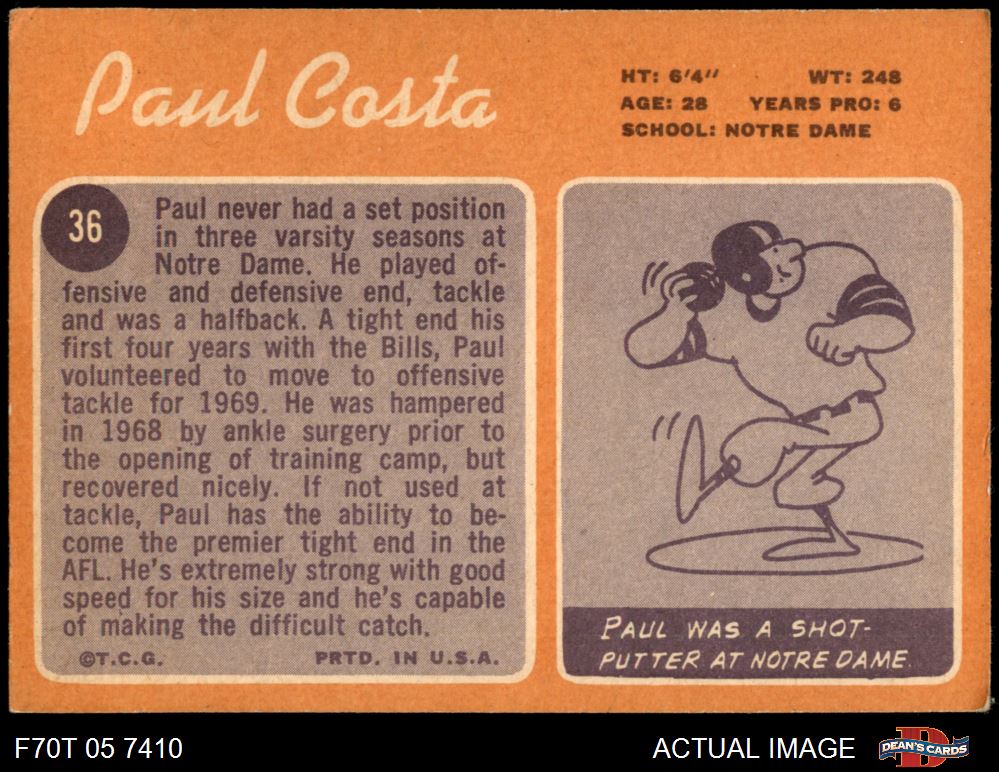 Paul Costa
HT: 6'4" WT: 248
AGE: 28 YEARS PRO: 6
SCHOOL: NOTRE DAME
36
Paul never had a set position
in three varsity seasons at
Notre Dame. He played of-
fensive and defensive end, tackle
and was a halfback. A tight end his
first four years with the Bills, Paul
volunteered to move to offensive
tackle for 1969. He was hampered
in 1968 by ankle surgery prior to
the opening of training camp, but
recovered nicely. If not used at
tackle, Paul has the ability to be-
come the premier tight end in the
AFL. He's extremely strong with good
speed for his size and he's capable
of making the difficult catch.
©T.C.G. PRTD. IN U.S.A.
PAUL WAS A SHOT-
PUTTER AT NOTRE DAME.
F70T 05 7410
ACTUAL IMAGE
D
DEAN'S CARDS